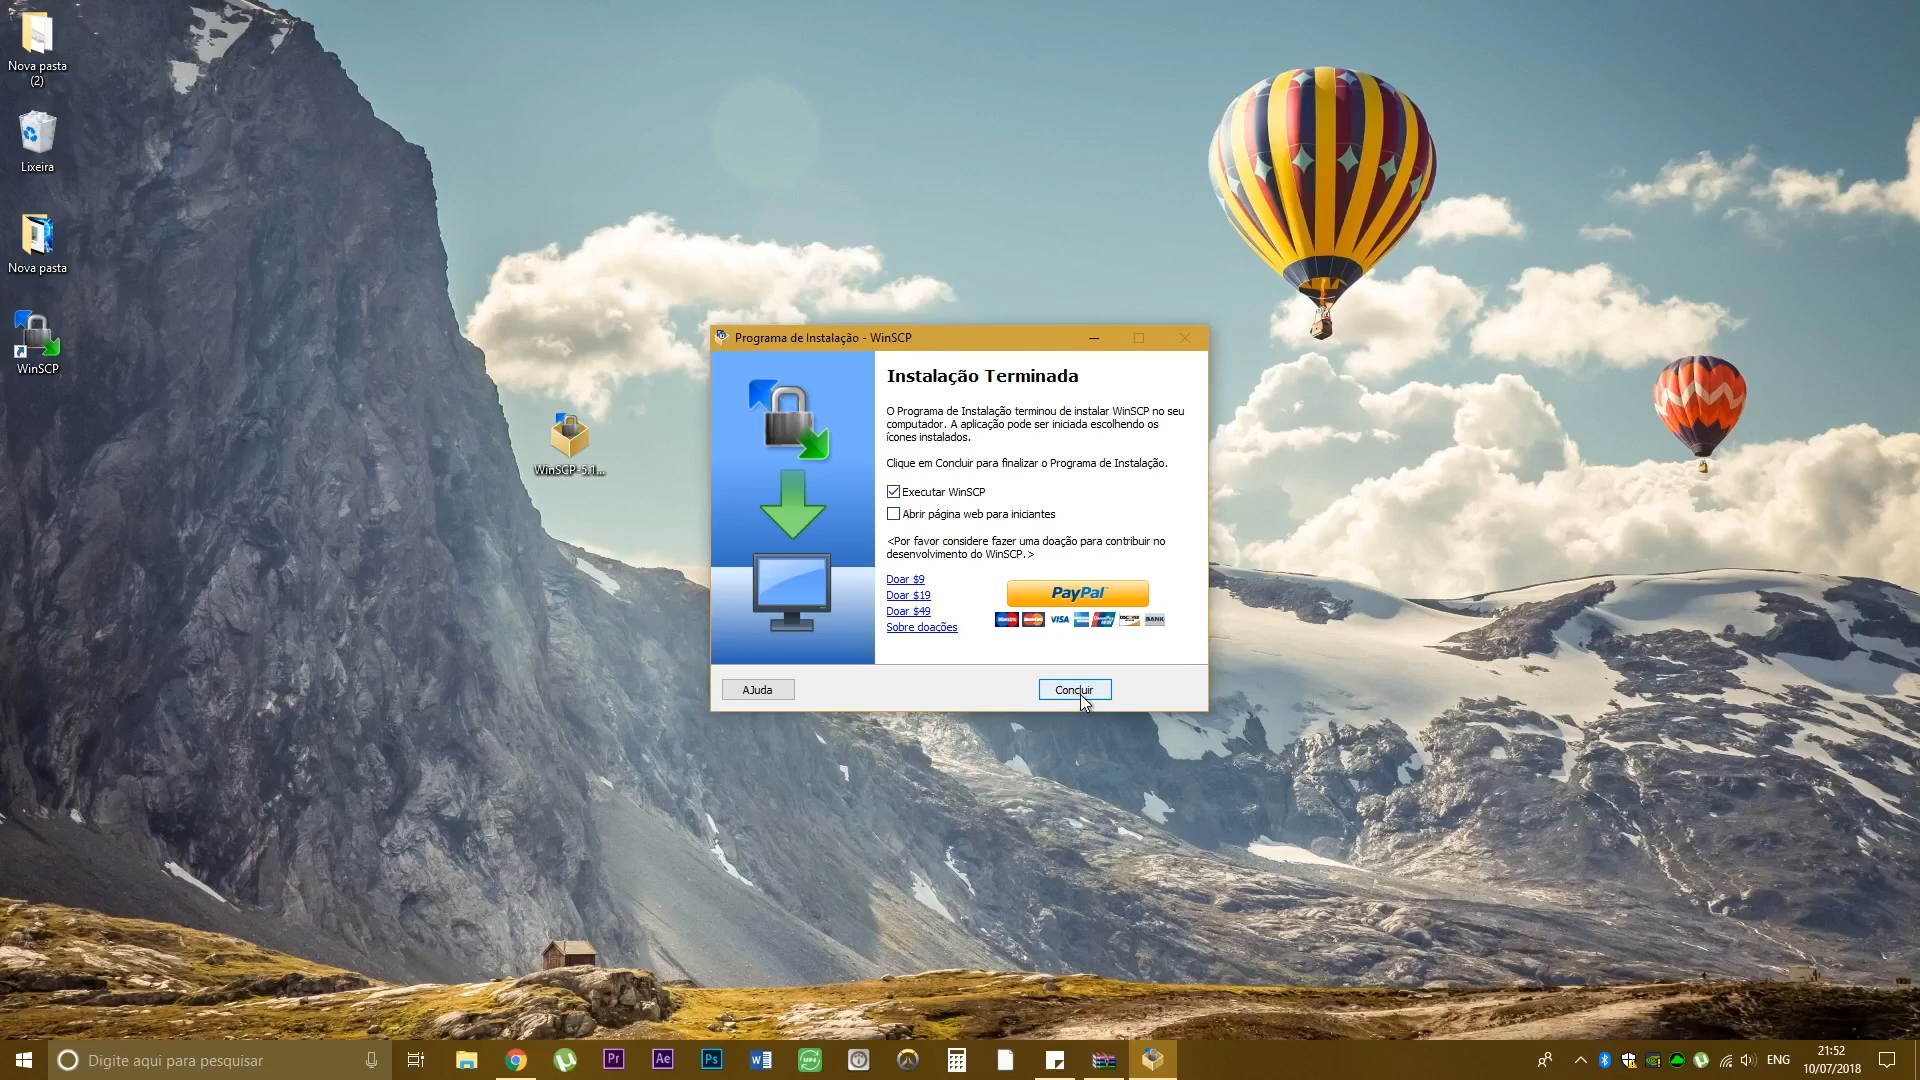 Nova pasta
(2)
Lixeira
Nova pasta
WinSCP
WinSCP-5.1...
Programa de Instalação - WinSCP
Instalação Terminada
O Programa de Instalação terminou de instalar WinSCP no seu
computador. A aplicação pode ser iniciada escolhendo os
ícones instalados.
Clique em Concluir para finalizar o Programa de Instalação.
Executar WinSCP
Abrir página web para iniciantes
<Por favor considere fazer uma doação para contribuir no
desenvolvimento do WinSCP.>
Doar $9
Doar $19
Doar $49
Sobre doações
PayPal
VISA
BANK
AJuda
Concluir
Digite aqui para pesquisar
Pr
Ae
Ps
W
MP4
ENG
21:52
10/07/2018